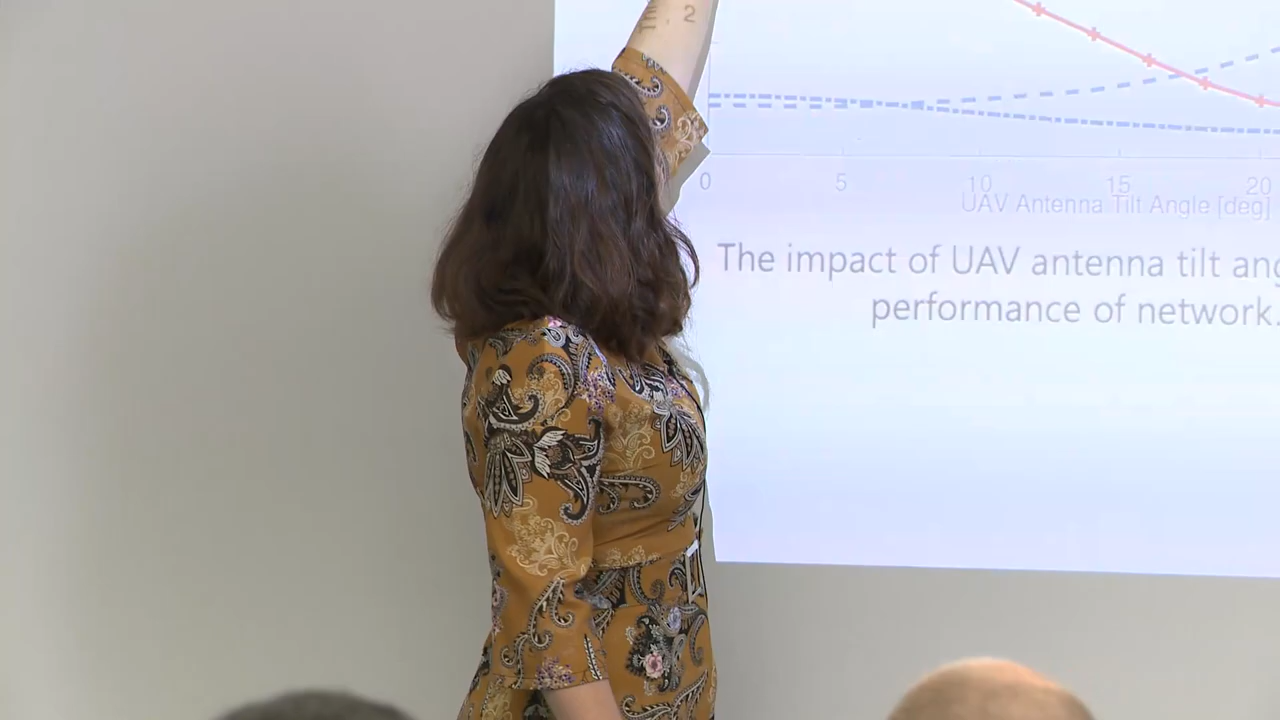 2
0 5 10 15 20
UAV Antenna Tilt Angle [deg]
The impact of UAV antenna tilt
performance of network.